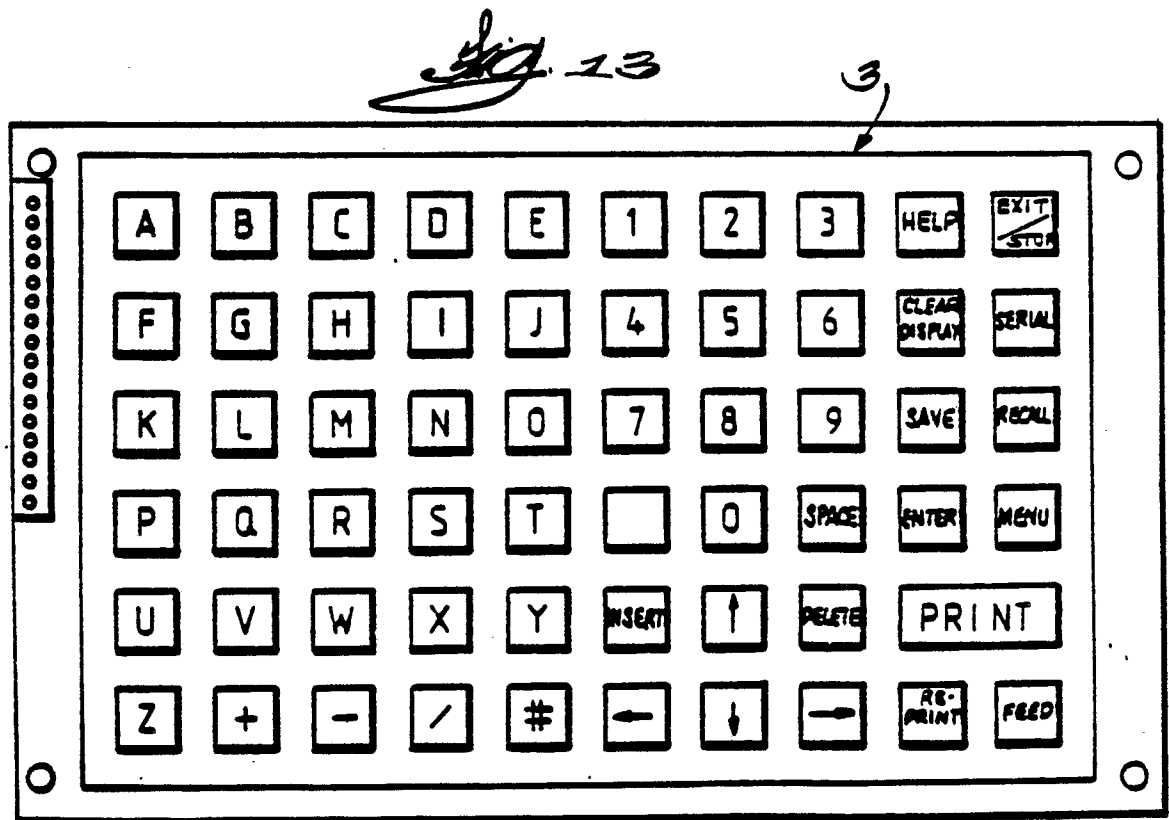 Fig. 13
3
A B C D E 1 2 3 HELP EXIT/STOP
F G H I J 4 5 6 CLEAR DISPLAY SERIAL
K L M N O 7 8 9 SAVE RECALL
P Q R S T 0 SPACE ENTER MENU
U V W X Y INSERT ↑ DELETE PRINT
Z + - / # ← ↓ → RE-PRINT FEED